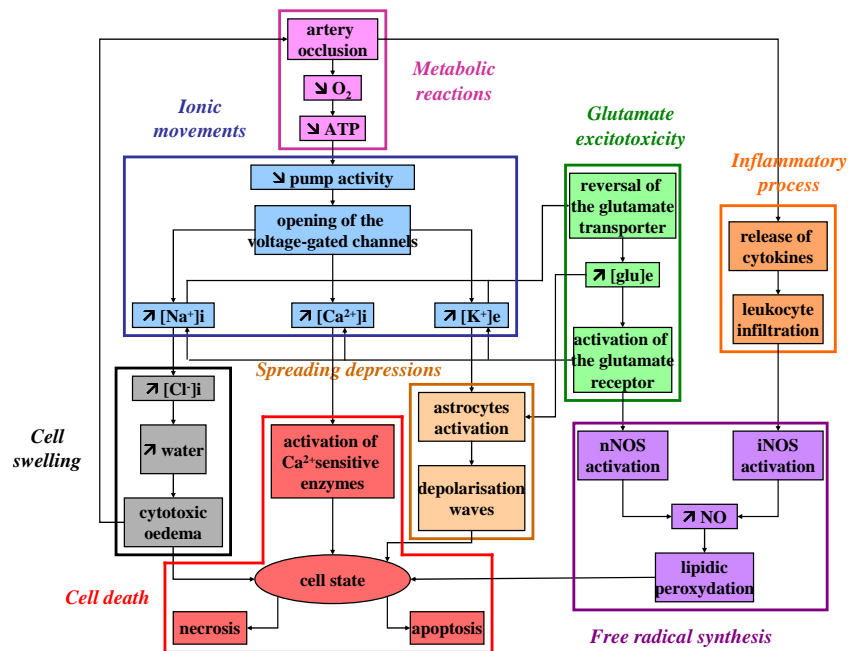 artery
occlusion
Metabolic
reactions
↘ O₂
↘ ATP
Ionic
movements
Glutamate
excitotoxicity
Inflammatory
process
↘ pump activity
opening of the
voltage-gated channels
reversal of
the glutamate
transporter
release of
cytokines
↗ [glu]e
↗ [Na⁺]i
↗ [Ca²⁺]i
↗ [K⁺]e
leukocyte
infiltration
activation of
the glutamate
receptor
Spreading depressions
↗ [Cl⁻]i
Cell
swelling
↗ water
cytotoxic
oedema
activation of
Ca²⁺sensitive
enzymes
astrocytes
activation
depolarisation
waves
nNOS
activation
iNOS
activation
↗ NO
lipidic
peroxydation
cell state
Cell death
necrosis
apoptosis
Free radical synthesis